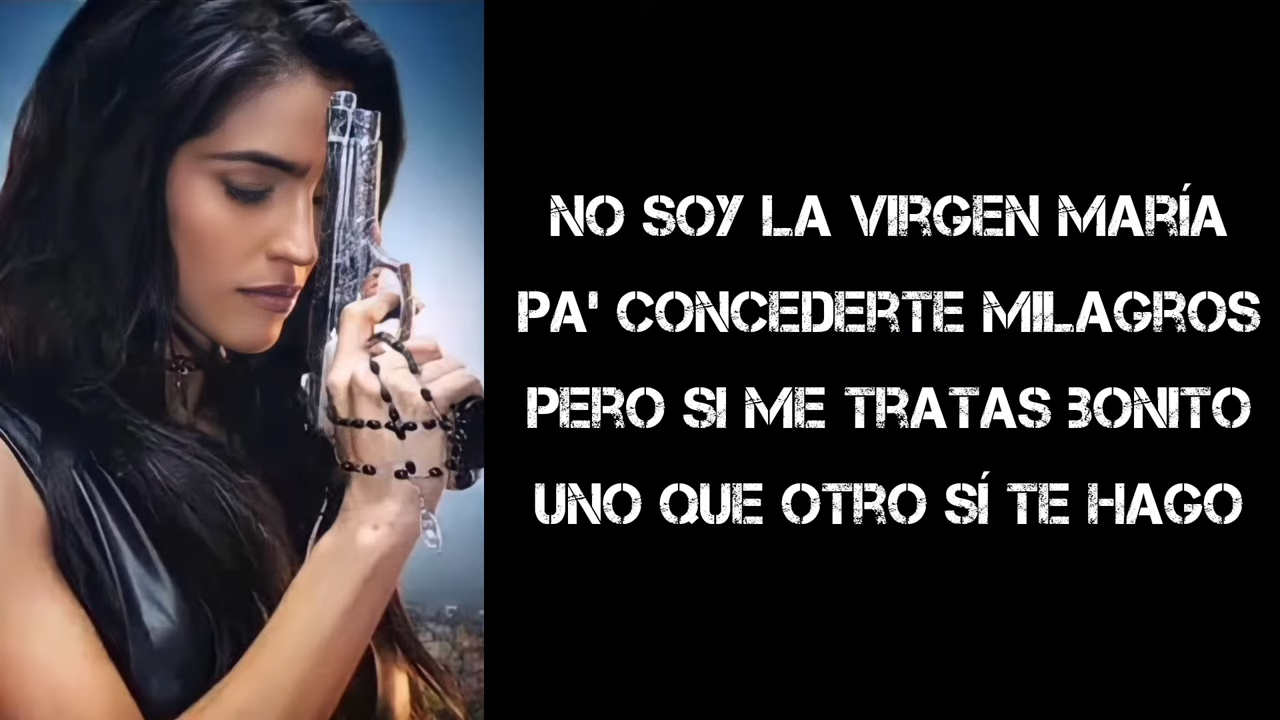 NO SOY LA VIRGEN MARÍA
PA' CONCEDERTE MILAGROS
PERO SI ME TRATAS BONITO
UNO QUE OTRO SÍ TE HAGO